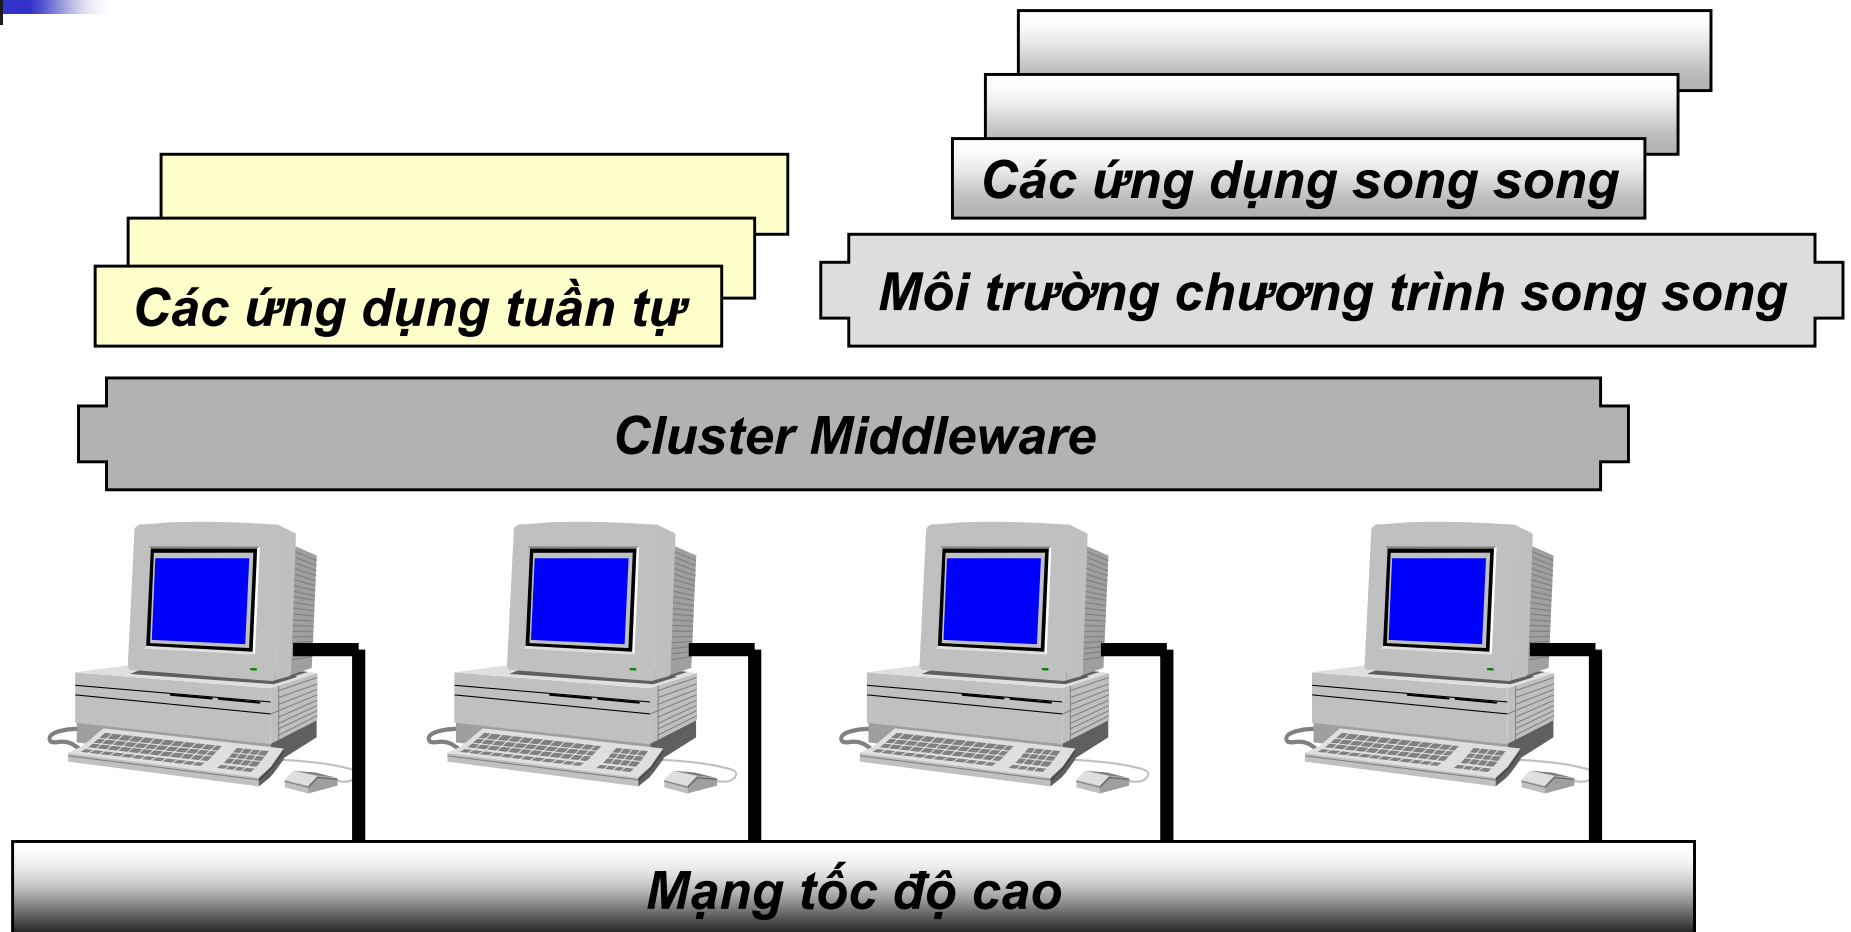 Các ứng dụng song song
Các ứng dụng tuần tự
Môi trường chương trình song song
Cluster Middleware
Mạng tốc độ cao